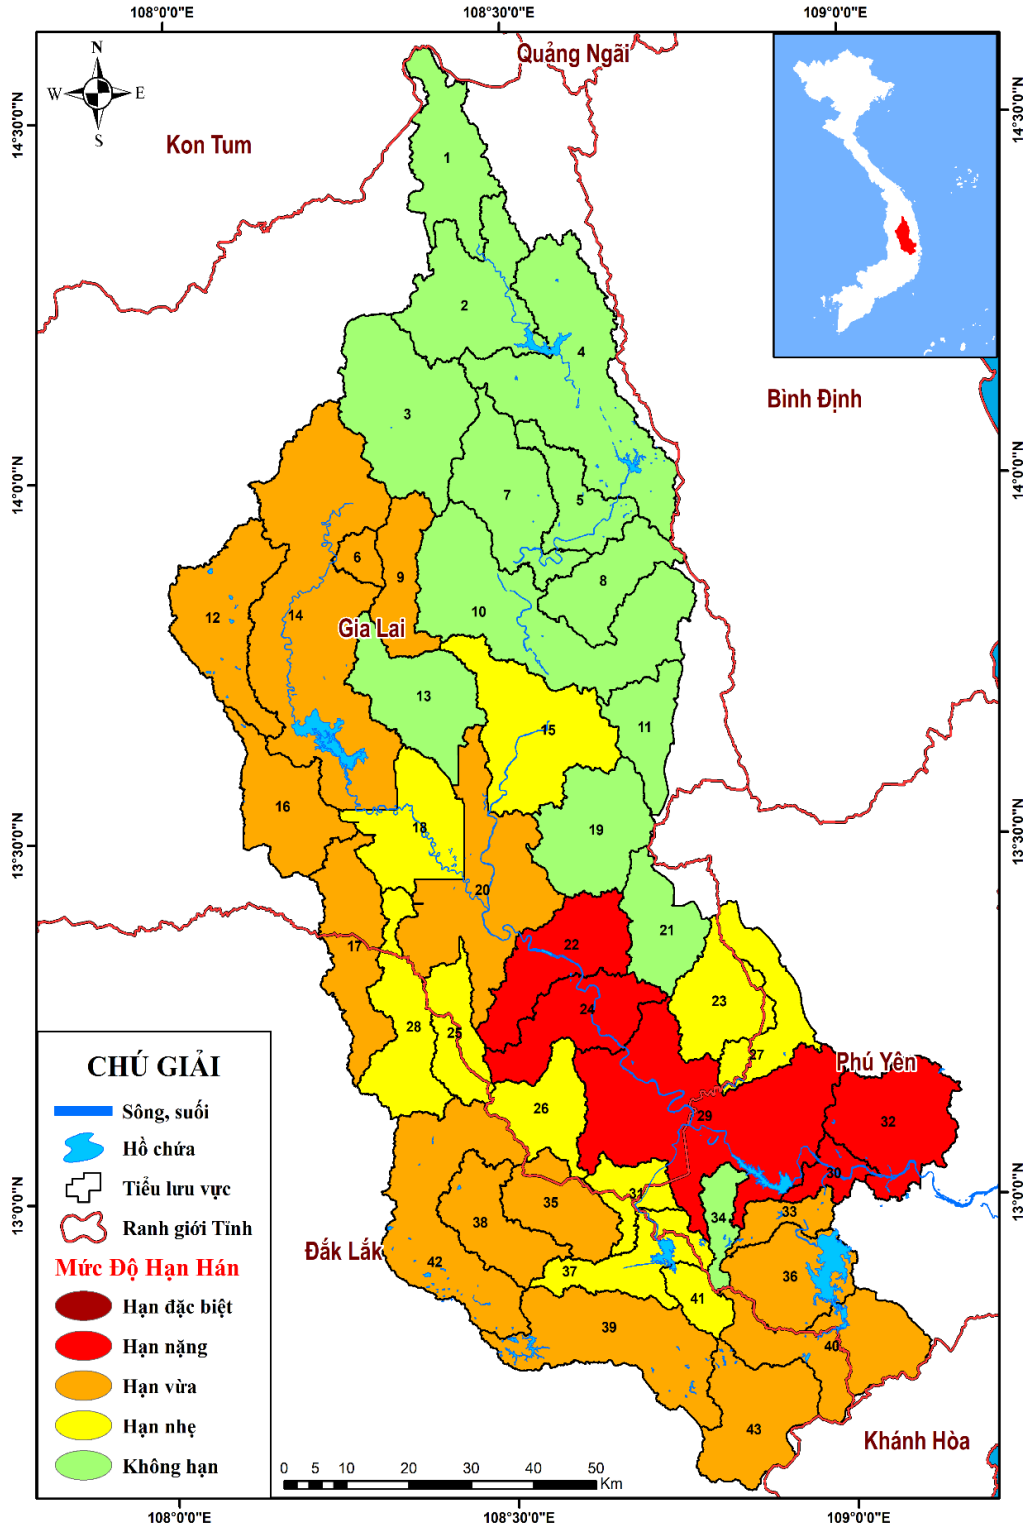 108°0'0"E 108°30'0"E 109°0'0"E
14°30'0"N 14°30'0"N
14°0'0"N 14°0'0"N
13°30'0"N 13°30'0"N
13°0'0"N 13°0'0"N
N
W E
S
Quảng Ngãi
Kon Tum
Bình Định
Gia Lai
Phú Yên
Đắk Lắk
Khánh Hòa
1
2
4
3
7
5
6
9
8
10
12
14
13
11
15
16
18
19
20
21
22
17
23
24
28
25
27
26
29
32
30
31
35
34
33
38
42
37
36
41
39
40
43
CHÚ GIẢI
Sông, suối
Hồ chứa
Tiểu lưu vực
Ranh giới Tỉnh
Mức Độ Hạn Hán
Hạn đặc biệt
Hạn nặng
Hạn vừa
Hạn nhẹ
Không hạn
0 5 10 20 30 40 50
Km
108°0'0"E 108°30'0"E 109°0'0"E